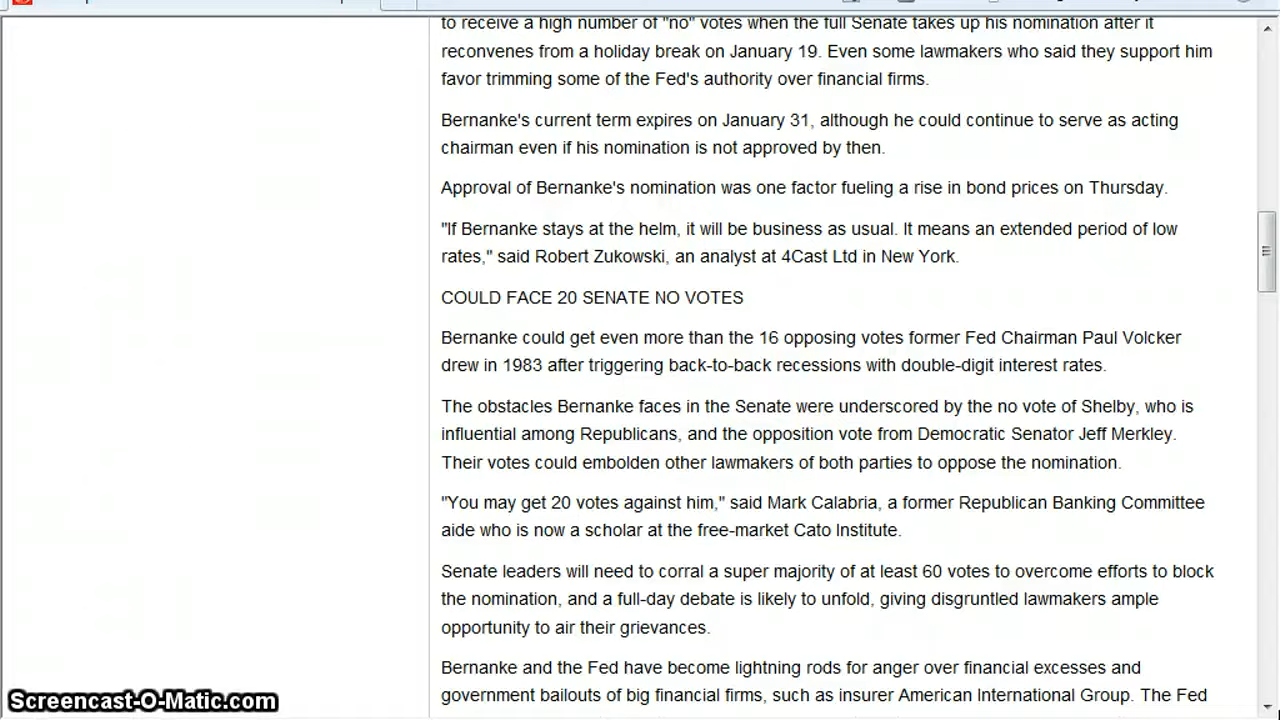 to receive a high number of "no" votes when the full Senate takes up his nomination after it
reconvenes from a holiday break on January 19. Even some lawmakers who said they support him
favor trimming some of the Fed's authority over financial firms.
Bernanke's current term expires on January 31, although he could continue to serve as acting
chairman even if his nomination is not approved by then.
Approval of Bernanke's nomination was one factor fueling a rise in bond prices on Thursday.
"If Bernanke stays at the helm, it will be business as usual. It means an extended period of low
rates," said Robert Zukowski, an analyst at 4Cast Ltd in New York.
COULD FACE 20 SENATE NO VOTES
Bernanke could get even more than the 16 opposing votes former Fed Chairman Paul Volcker
drew in 1983 after triggering back-to-back recessions with double-digit interest rates.
The obstacles Bernanke faces in the Senate were underscored by the no vote of Shelby, who is
influential among Republicans, and the opposition vote from Democratic Senator Jeff Merkley.
Their votes could embolden other lawmakers of both parties to oppose the nomination.
"You may get 20 votes against him," said Mark Calabria, a former Republican Banking Committee
aide who is now a scholar at the free-market Cato Institute.
Senate leaders will need to corral a super majority of at least 60 votes to overcome efforts to block
the nomination, and a full-day debate is likely to unfold, giving disgruntled lawmakers ample
opportunity to air their grievances.
Bernanke and the Fed have become lightning rods for anger over financial excesses and
government bailouts of big financial firms, such as insurer American International Group. The Fed
Screencast-O-Matic.com